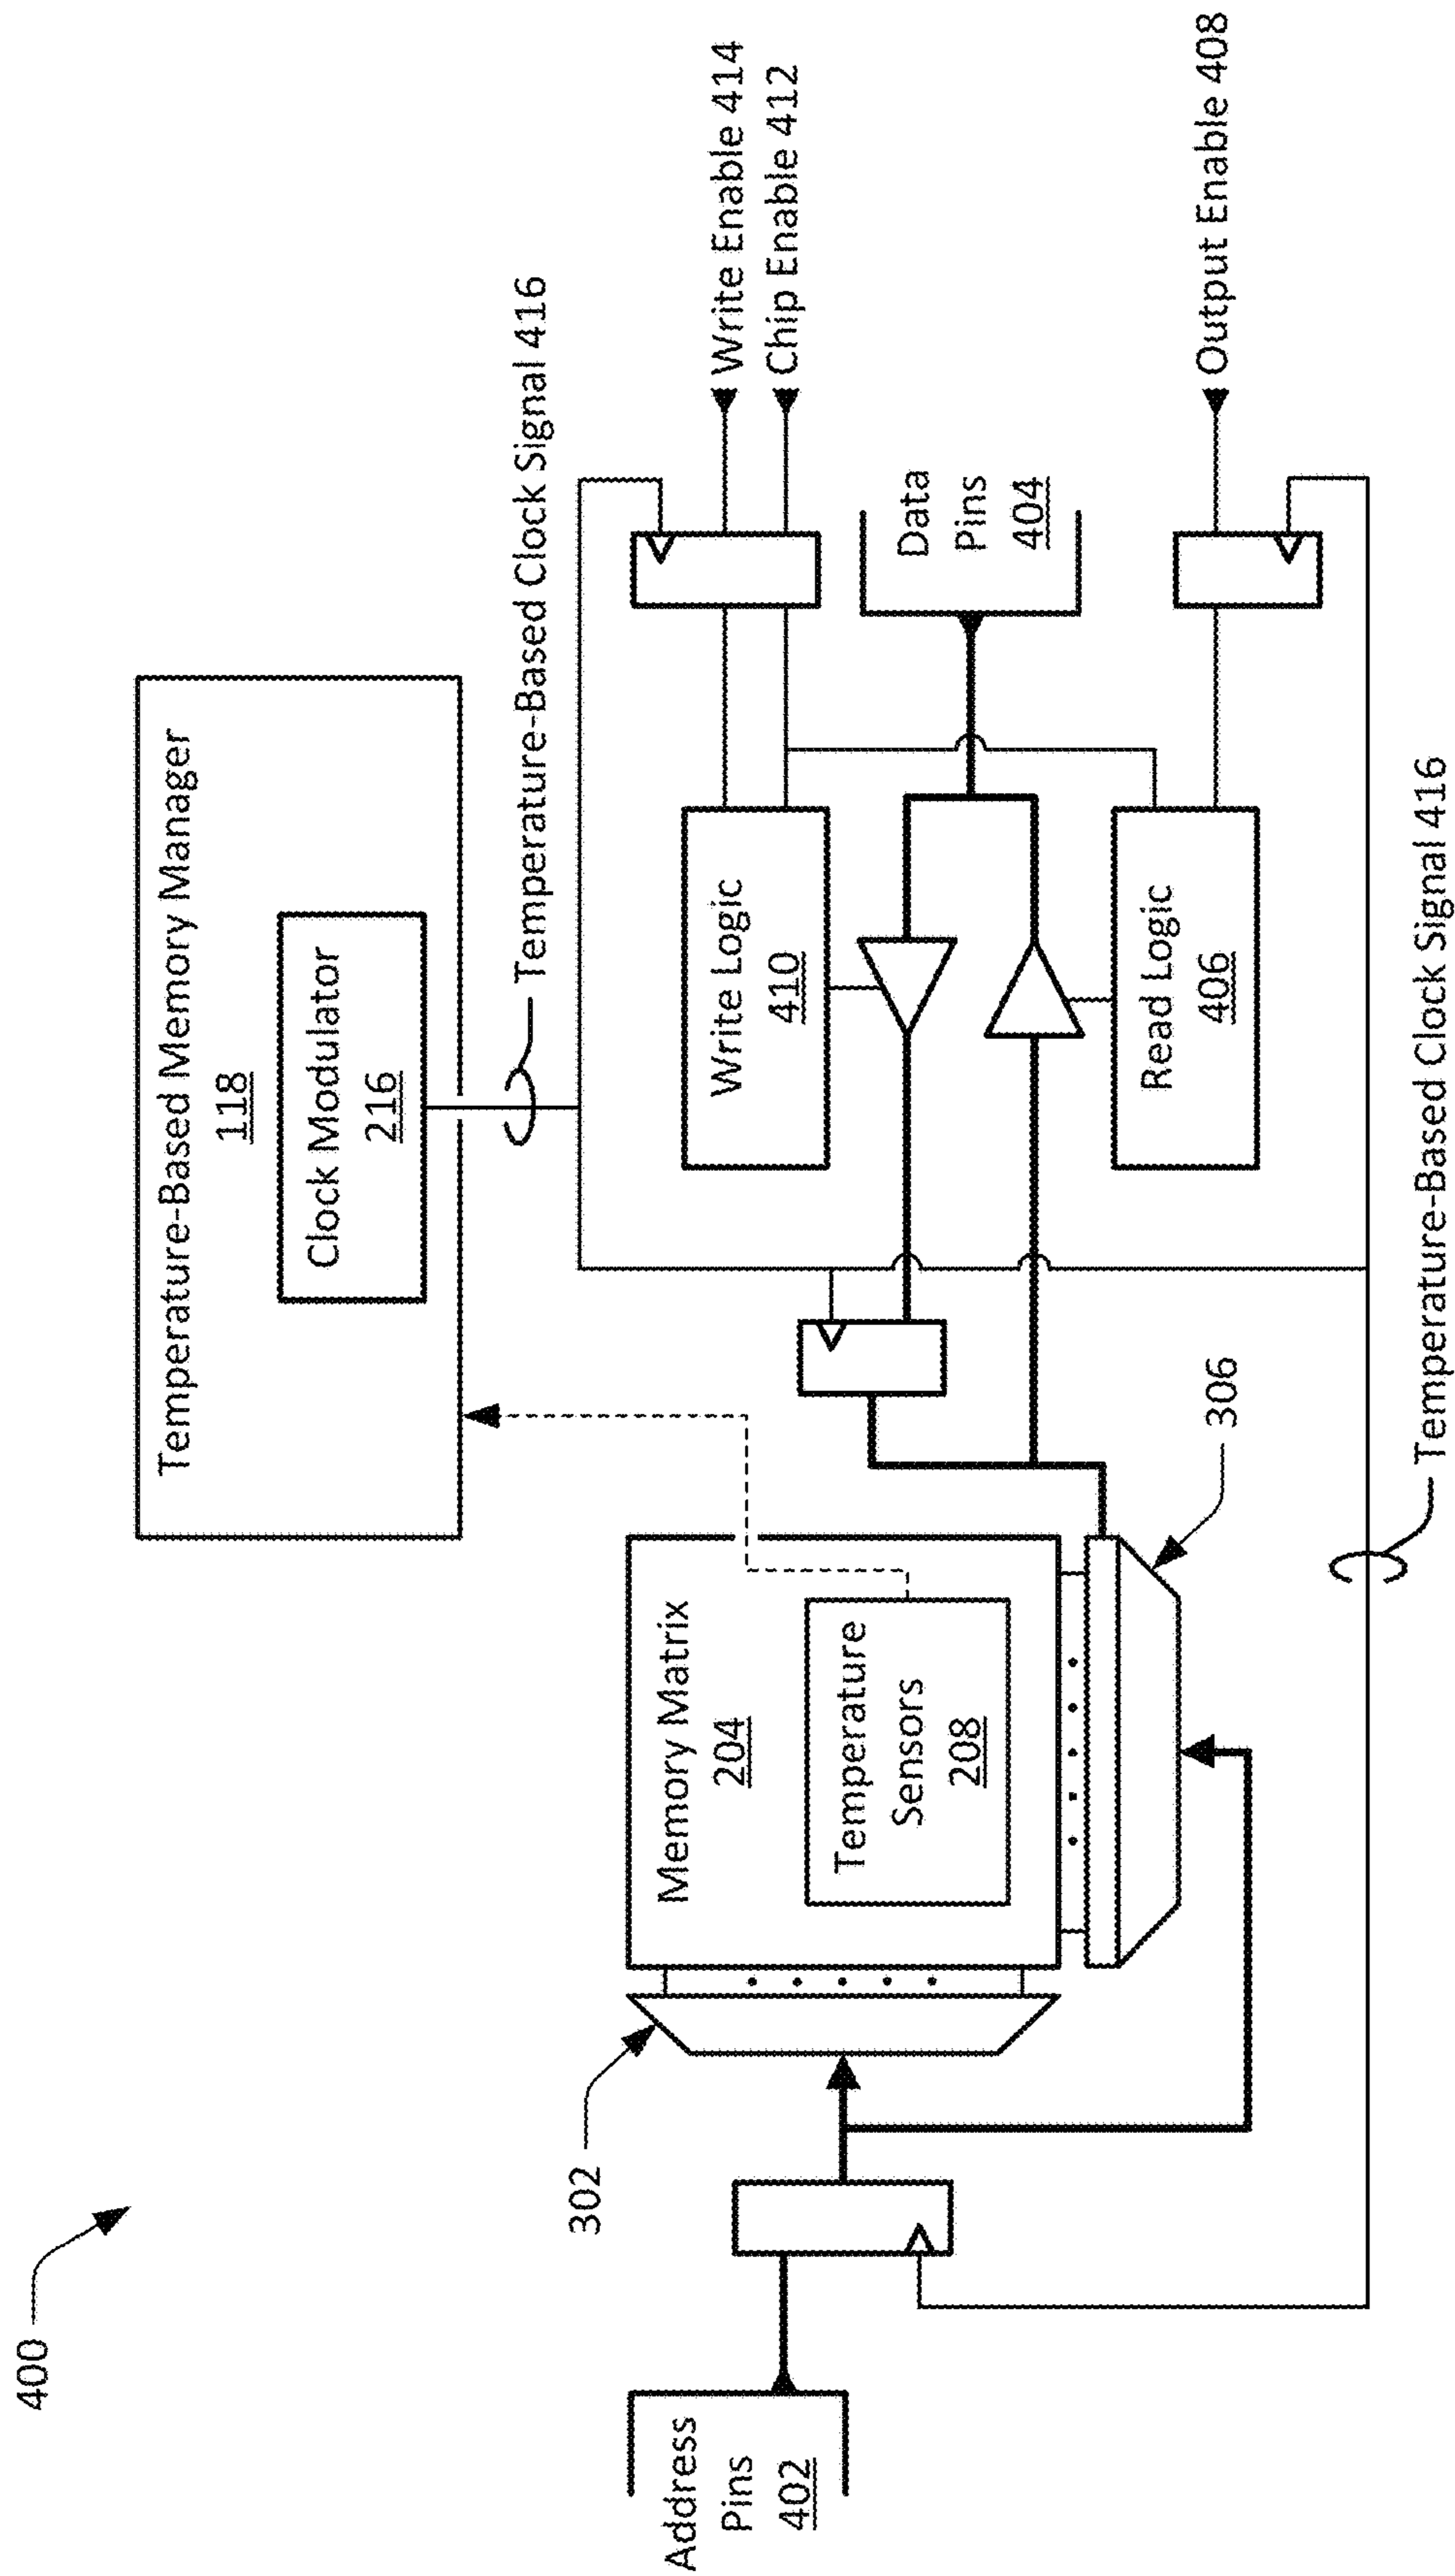 400
Temperature-Based Memory Manager
118
Clock Modulator
216
Temperature-Based Clock Signal 416
Memory Matrix
204
Temperature
Sensors
208
302
306
Address
Pins
402
Write Logic
410
Read Logic
406
Data
Pins
404
Write Enable 414
Chip Enable 412
Output Enable 408
Temperature-Based Clock Signal 416